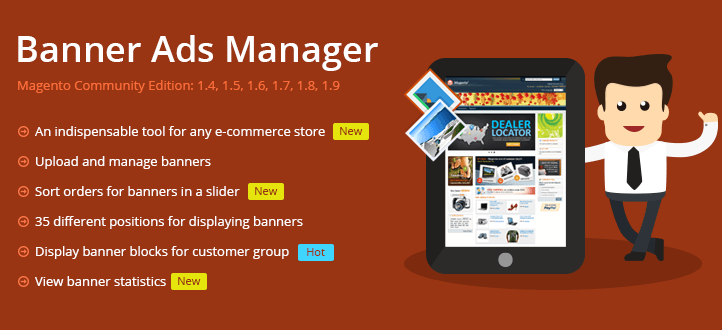 Banner Ads Manager
Magento Community Edition: 1.4, 1.5, 1.6, 1.7, 1.8, 1.9
An indispensable tool for any e-commerce store New
Upload and manage banners
Sort orders for banners in a slider New
35 different positions for displaying banners
Display banner blocks for customer group Hot
View banner statistics New
Magento
DEALER
LOCATOR